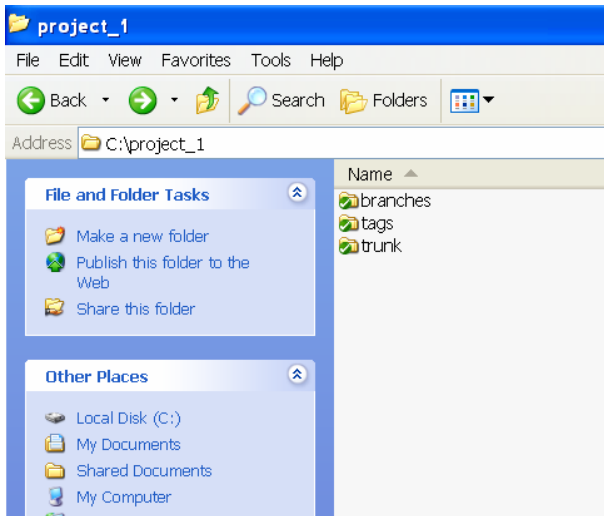 project_1
File Edit View Favorites Tools Help
Back Search Folders
Address C:\project_1
Name
File and Folder Tasks
Make a new folder
Publish this folder to the
Web
Share this folder
Other Places
Local Disk (C:)
My Documents
Shared Documents
My Computer
branches
tags
trunk